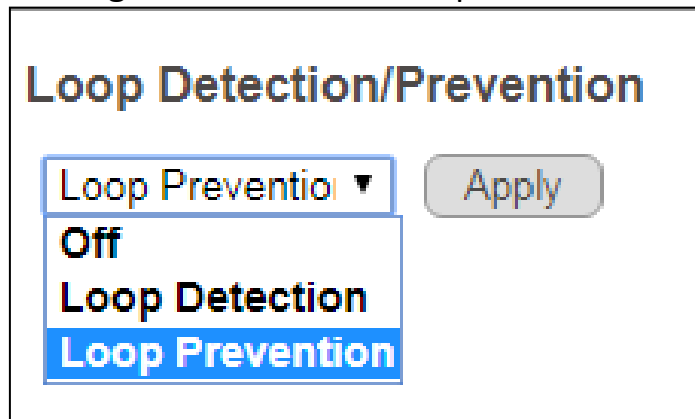 Loop Detection/Prevention
Loop Preventio Apply
Off
Loop Detection
Loop Prevention